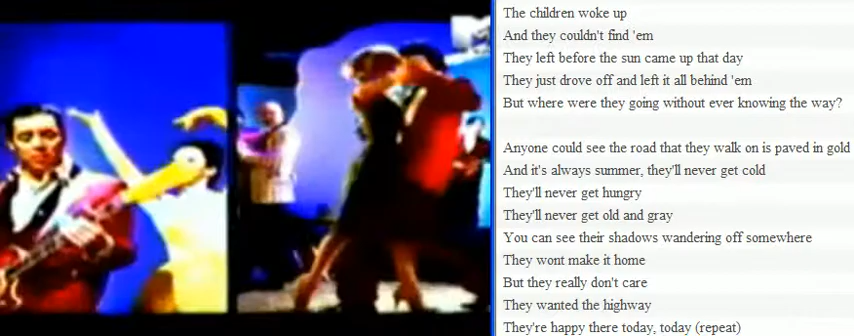 The children woke up
And they couldn't find 'em
They left before the sun came up that day
They just drove off and left it all behind 'em
But where were they going without ever knowing the way?
Anyone could see the road that they walk on is paved in gold
And it's always summer, they'll never get cold
They'll never get hungry
They'll never get old and gray
You can see their shadows wandering off somewhere
They wont make it home
But they really don't care
They wanted the highway
They're happy there today, today (repeat)